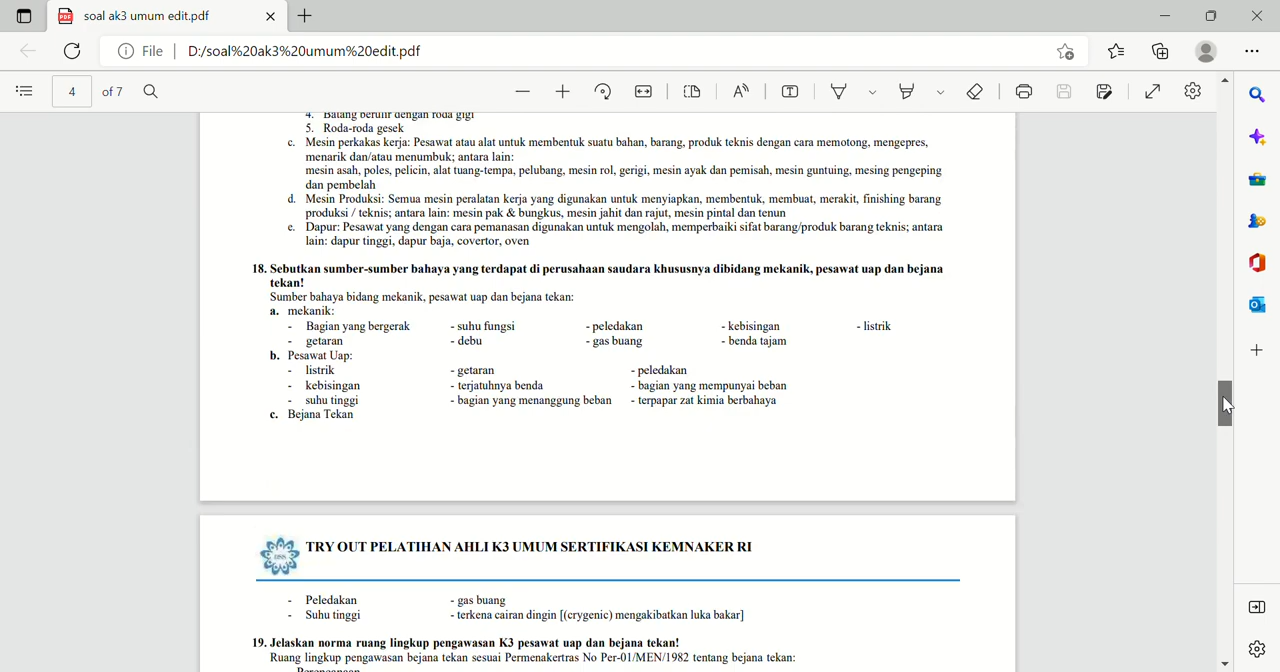 soal ak3 umum edit.pdf
File D:/soal%20ak3%20umum%20edit.pdf
4 of 7
4. Batang berulir dengan roda gigi
5. Roda-roda gesek
c. Mesin perkakas kerja: Pesawat atau alat untuk membentuk suatu bahan, barang, produk teknis dengan cara memotong, mengepres,
menarik dan/atau menumbuk; antara lain:
mesin asah, poles, pelicin, alat tuang-tempa, pelubang, mesin rol, gerigi, mesin ayak dan pemisah, mesin guntuing, mesing pengeping
dan pembelah
d. Mesin Produksi: Semua mesin peralatan kerja yang digunakan untuk menyiapkan, membentuk, membuat, merakit, finishing barang
produksi / teknis; antara lain: mesin pak & bungkus, mesin jahit dan rajut, mesin pintal dan tenun
e. Dapur: Pesawat yang dengan cara pemanasan digunakan untuk mengolah, memperbaiki sifat barang/produk barang teknis; antara
lain: dapur tinggi, dapur baja, covertor, oven
18. Sebutkan sumber-sumber bahaya yang terdapat di perusahaan saudara khususnya dibidang mekanik, pesawat uap dan bejana
tekan!
Sumber bahaya bidang mekanik, pesawat uap dan bejana tekan:
a. mekanik:
- Bagian yang bergerak - suhu fungsi - peledakan - kebisingan - listrik
- getaran - debu - gas buang - benda tajam
b. Pesawat Uap:
- listrik - getaran - peledakan
- kebisingan - terjatuhnya benda - bagian yang mempunyai beban
- suhu tinggi - bagian yang menanggung beban - terpapar zat kimia berbahaya
c. Bejana Tekan
TRY OUT PELATIHAN AHLI K3 UMUM SERTIFIKASI KEMNAKER RI
- Peledakan - gas buang
- Suhu tinggi - terkena cairan dingin [(crygenic) mengakibatkan luka bakar]
19. Jelaskan norma ruang lingkup pengawasan K3 pesawat uap dan bejana tekan!
Ruang lingkup pengawasan bejana tekan sesuai Permenakertras No Per-01/MEN/1982 tentang bejana tekan:
Perencanaan